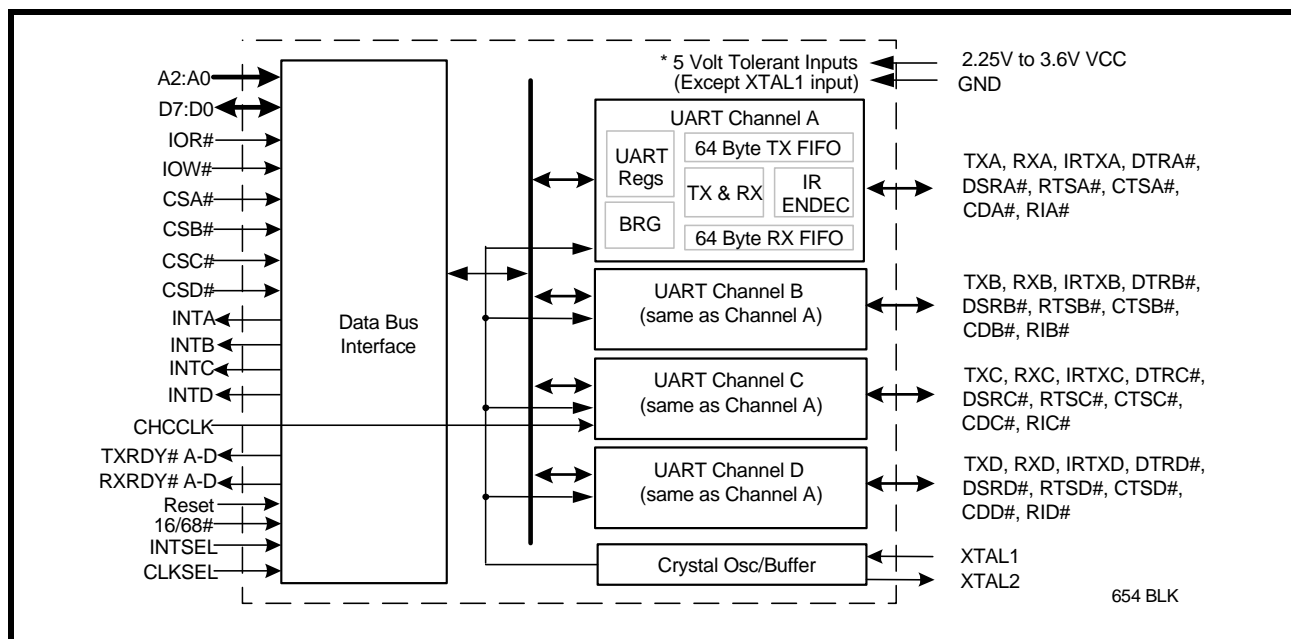 A2:A0
D7:D0
IOR#
IOW#
CSA#
CSB#
CSC#
CSD#
INTA
INTB
INTC
INTD
CHCCLK
TXRDY# A-D
RXRDY# A-D
Reset
16/68#
INTSEL
CLKSEL
Data Bus
Interface
* 5 Volt Tolerant Inputs
(Except XTAL1 input)
2.25V to 3.6V VCC
GND
UART Channel A
UART
Regs
BRG
64 Byte TX FIFO
TX & RX
IR
ENDEC
64 Byte RX FIFO
TXA, RXA, IRTXA, DTRA#,
DSRA#, RTSA#, CTSA#,
CDA#, RIA#
UART Channel B
(same as Channel A)
TXB, RXB, IRTXB, DTRB#,
DSRB#, RTSB#, CTSB#,
CDB#, RIB#
UART Channel C
(same as Channel A)
TXC, RXC, IRTXC, DTRC#,
DSRC#, RTSC#, CTSC#,
CDC#, RIC#
UART Channel D
(same as Channel A)
TXD, RXD, IRTXD, DTRD#,
DSRD#, RTSD#, CTSD#,
CDD#, RID#
Crystal Osc/Buffer
XTAL1
XTAL2
654 BLK